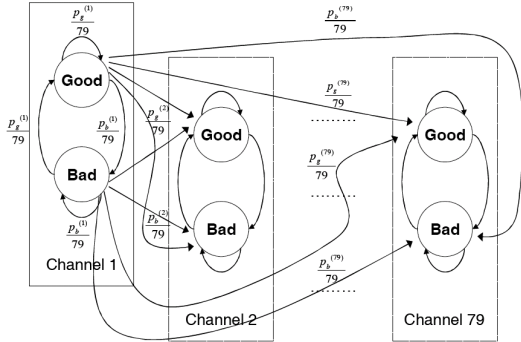 p_g^(1)/79
p_b^(79)/79
Good
p_g^(79)/79
p_g^(2)/79
p_g^(1)/79
p_b^(1)/79
Good
Good
p_g^(79)/79
Bad
p_b^(2)/79
p_b^(1)/79
Bad
Bad
p_b^(79)/79
Channel 1
Channel 2
Channel 79